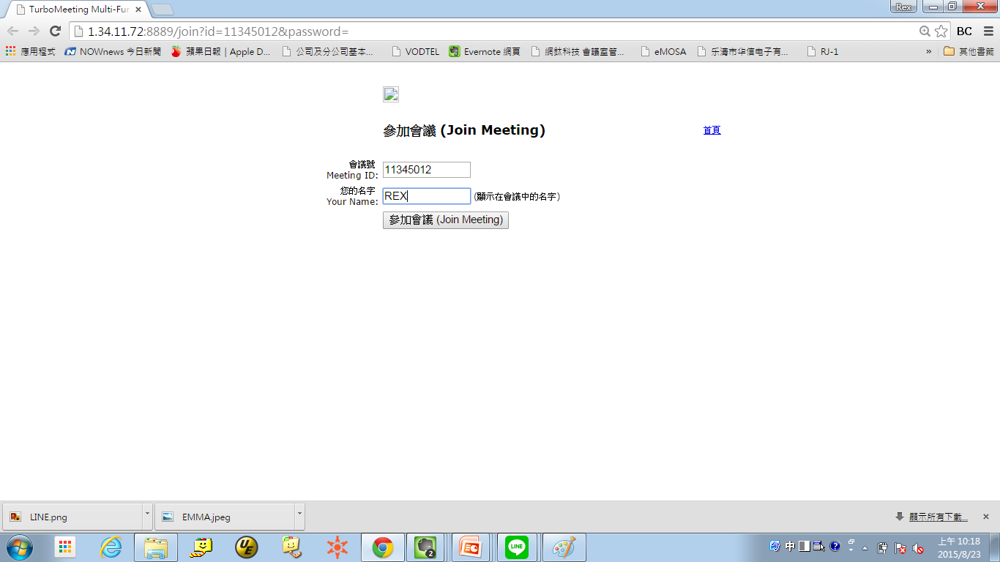 TurboMeeting Multi-Fur
Rex
1.34.11.72:8889/join?id=11345012&password=
BC
應用程式
NOWnews 今日新聞
蘋果日報 | Apple D...
公司及分公司基本...
VODTEL
Evernote 網頁
網鈦科技 會議室管...
eMOSA
乐清市华信电子有...
RJ-1
»
其他書籤
參加會議 (Join Meeting)
首頁
會議號
Meeting ID:
11345012
您的名字
Your Name:
REX
(顯示在會議中的名字)
參加會議 (Join Meeting)
LINE.png
EMMA.jpeg
顯示所有下載...
UE
2
LINE
中
上午 10:18
2015/8/23